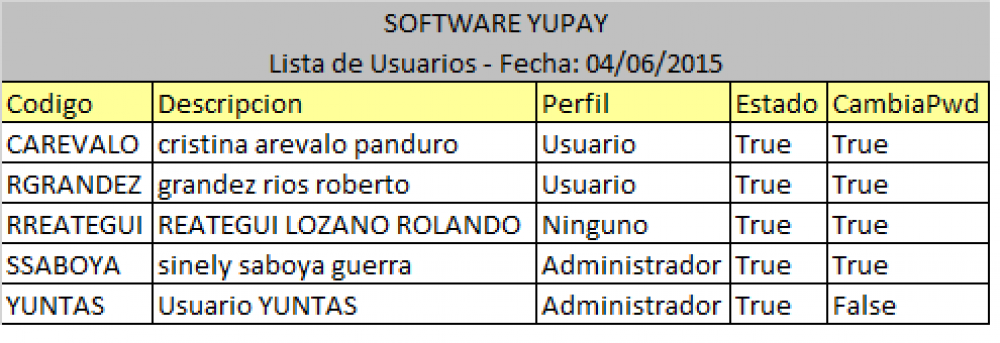 SOFTWARE YUPAY
Lista de Usuarios - Fecha: 04/06/2015
Codigo Descripcion Perfil Estado CambiaPwd
CAREVALO cristina arevalo panduro Usuario True True
RGRANDEZ grandez rios roberto Usuario True True
RREATEGUI REATEGUI LOZANO ROLANDO Ninguno True True
SSABOYA sinely saboya guerra Administrador True True
YUNTAS Usuario YUNTAS Administrador True False